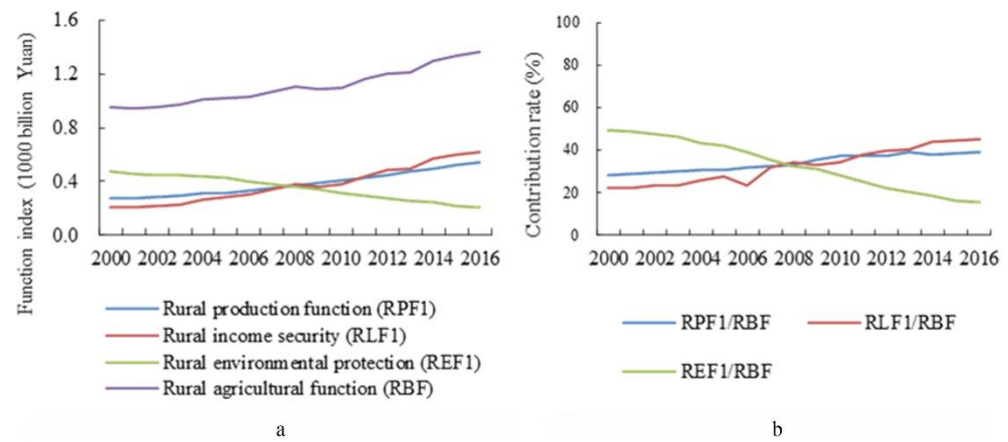 Function index (1000 billion Yuan)
1.6
1.2
0.8
0.4
0.0
2000 2002 2004 2006 2008 2010 2012 2014 2016
Rural production function (RPF1)
Rural income security (RLF1)
Rural environmental protection (REF1)
Rural agricultural function (RBF)
a
Contribution rate (%)
100
80
60
40
20
0
2000 2002 2004 2006 2008 2010 2012 2014 2016
RPF1/RBF
RLF1/RBF
REF1/RBF
b